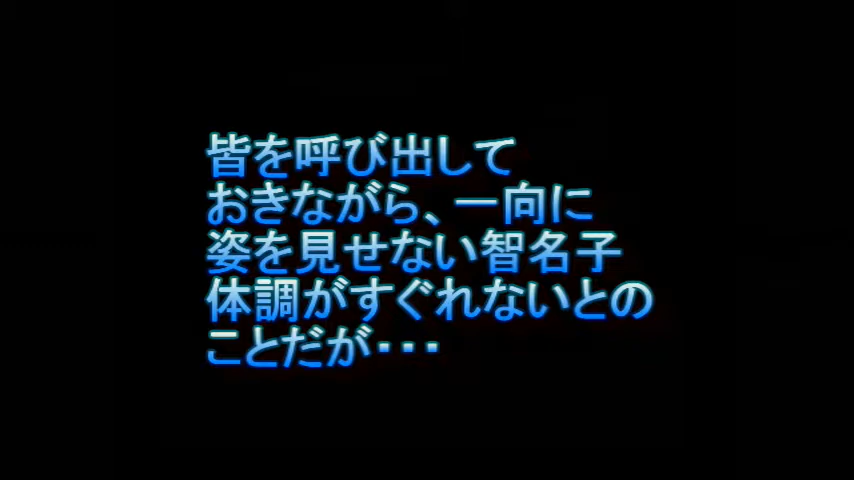 皆を呼び出して
おきながら、一向に
姿を見せない智名子
体調がすぐれないとの
ことだが・・・